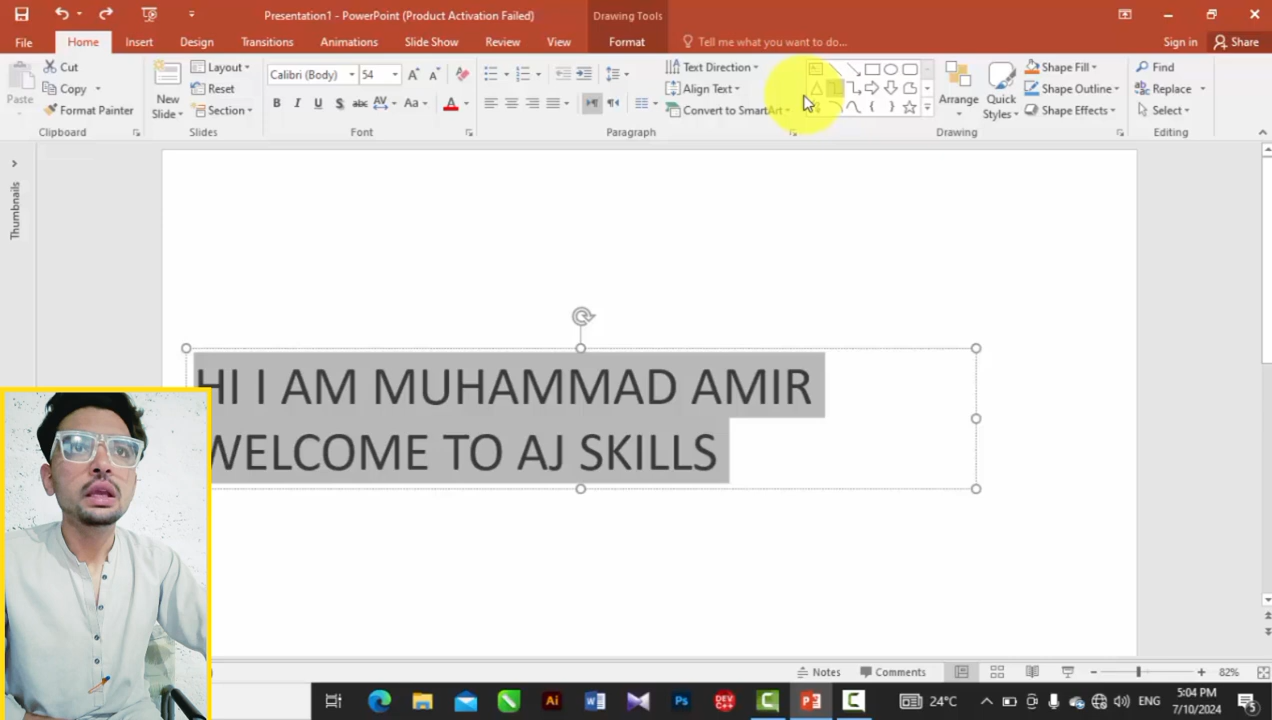 Presentation1 - PowerPoint (Product Activation Failed)
Drawing Tools
File
Home
Insert
Design
Transitions
Animations
Slide Show
Review
View
Format
Tell me what you want to do...
Sign in
Share
Paste
Cut
Copy
Format Painter
Clipboard
New Slide
Layout
Reset
Section
Slides
Calibri (Body)
54
B I U S abc AV Aa A
Font
Text Direction
Align Text
Convert to SmartArt
Paragraph
Arrange
Quick Styles
Shape Fill
Shape Outline
Shape Effects
Drawing
Find
Replace
Select
Editing
Thumbnails
HI I AM MUHAMMAD AMIR
WELCOME TO AJ SKILLS
Notes
Comments
82%
24°C
ENG
5:04 PM
7/10/2024